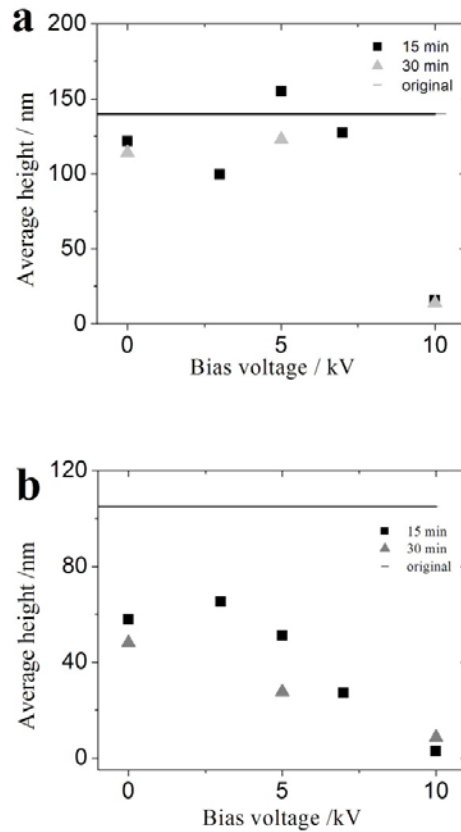 a
200
150
100
50
0
Average height / nm
15 min
30 min
original
0
5
10
Bias voltage / kV
b
120
80
40
0
Average height /nm
15 min
30 min
original
0
5
10
Bias voltage /kV